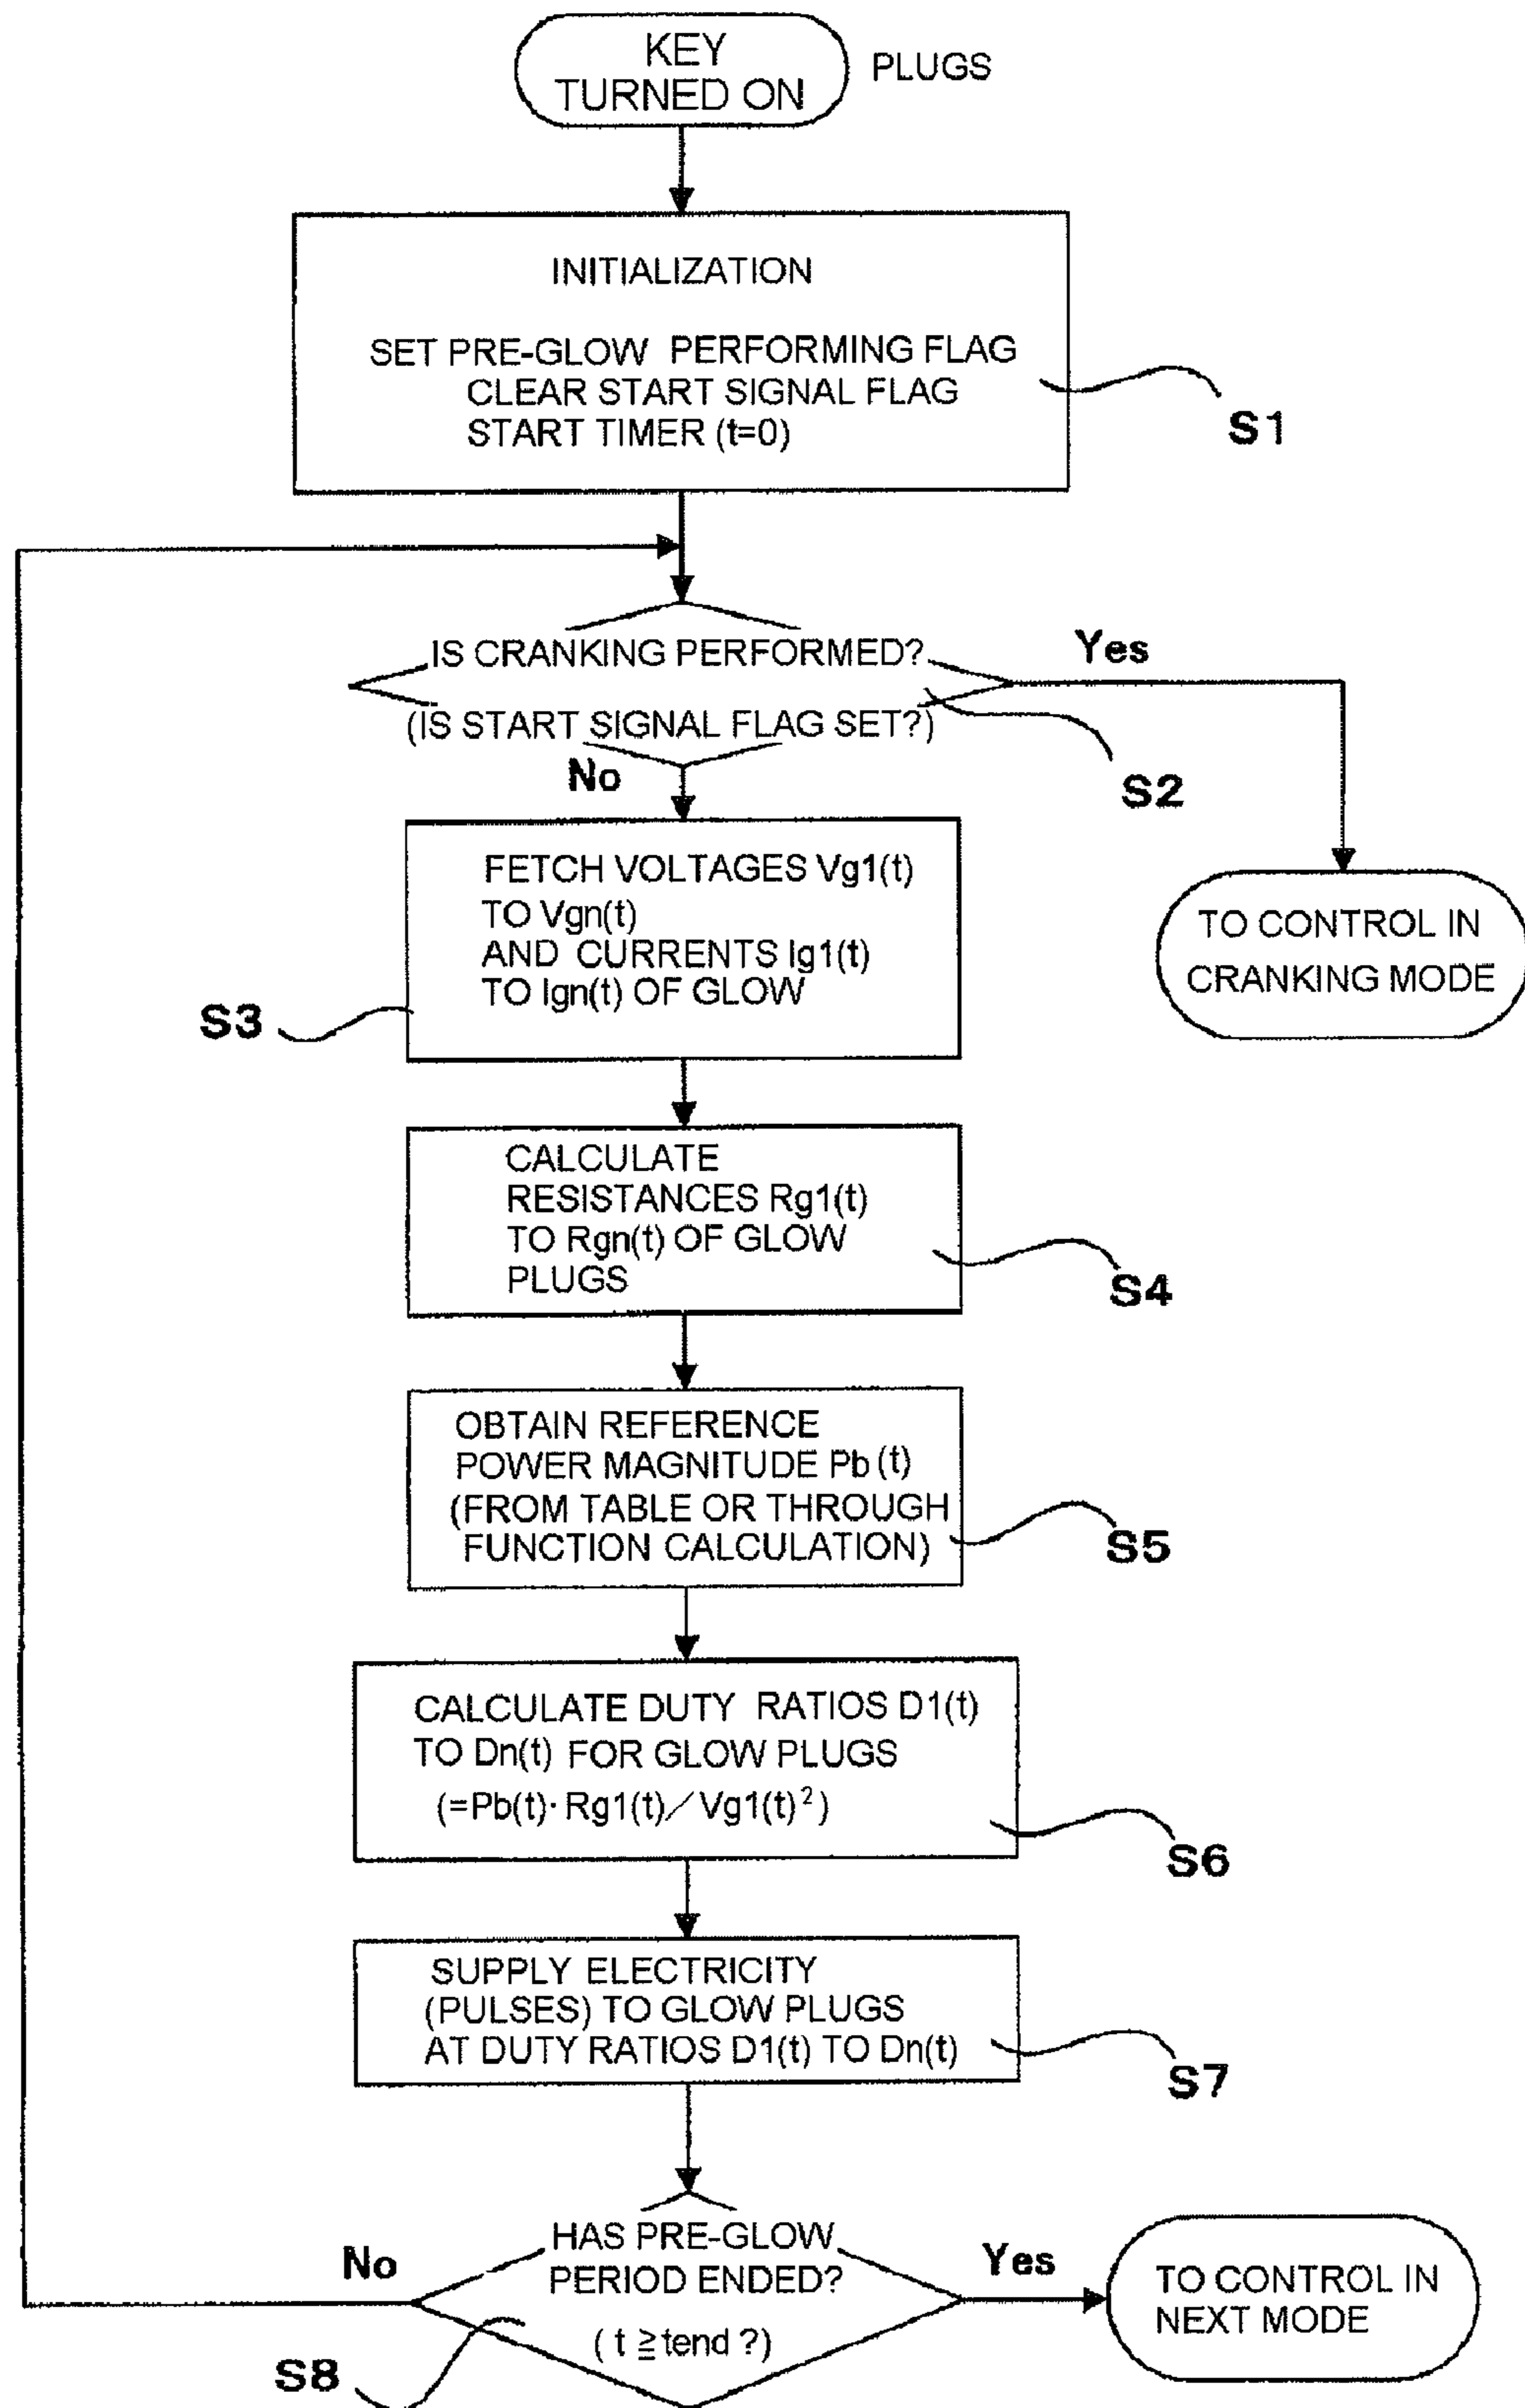 KEY
TURNED ON
PLUGS
INITIALIZATION
SET PRE-GLOW PERFORMING FLAG
CLEAR START SIGNAL FLAG
START TIMER (t=0)
S1
IS CRANKING PERFORMED?
(IS START SIGNAL FLAG SET?)
Yes
S2
No
TO CONTROL IN
CRANKING MODE
FETCH VOLTAGES Vg1(t)
TO Vgn(t)
AND CURRENTS Ig1(t)
TO Ign(t) OF GLOW
S3
CALCULATE
RESISTANCES Rg1(t)
TO Rgn(t) OF GLOW
PLUGS
S4
OBTAIN REFERENCE
POWER MAGNITUDE Pb (t)
(FROM TABLE OR THROUGH
FUNCTION CALCULATION)
S5
CALCULATE DUTY RATIOS D1(t)
TO Dn(t) FOR GLOW PLUGS
(=Pb(t)· Rg1(t)／Vg1(t)²)
S6
SUPPLY ELECTRICITY
(PULSES) TO GLOW PLUGS
AT DUTY RATIOS D1(t) TO Dn(t)
S7
HAS PRE-GLOW
PERIOD ENDED?
( t ≧tend ?)
No
Yes
S8
TO CONTROL IN
NEXT MODE